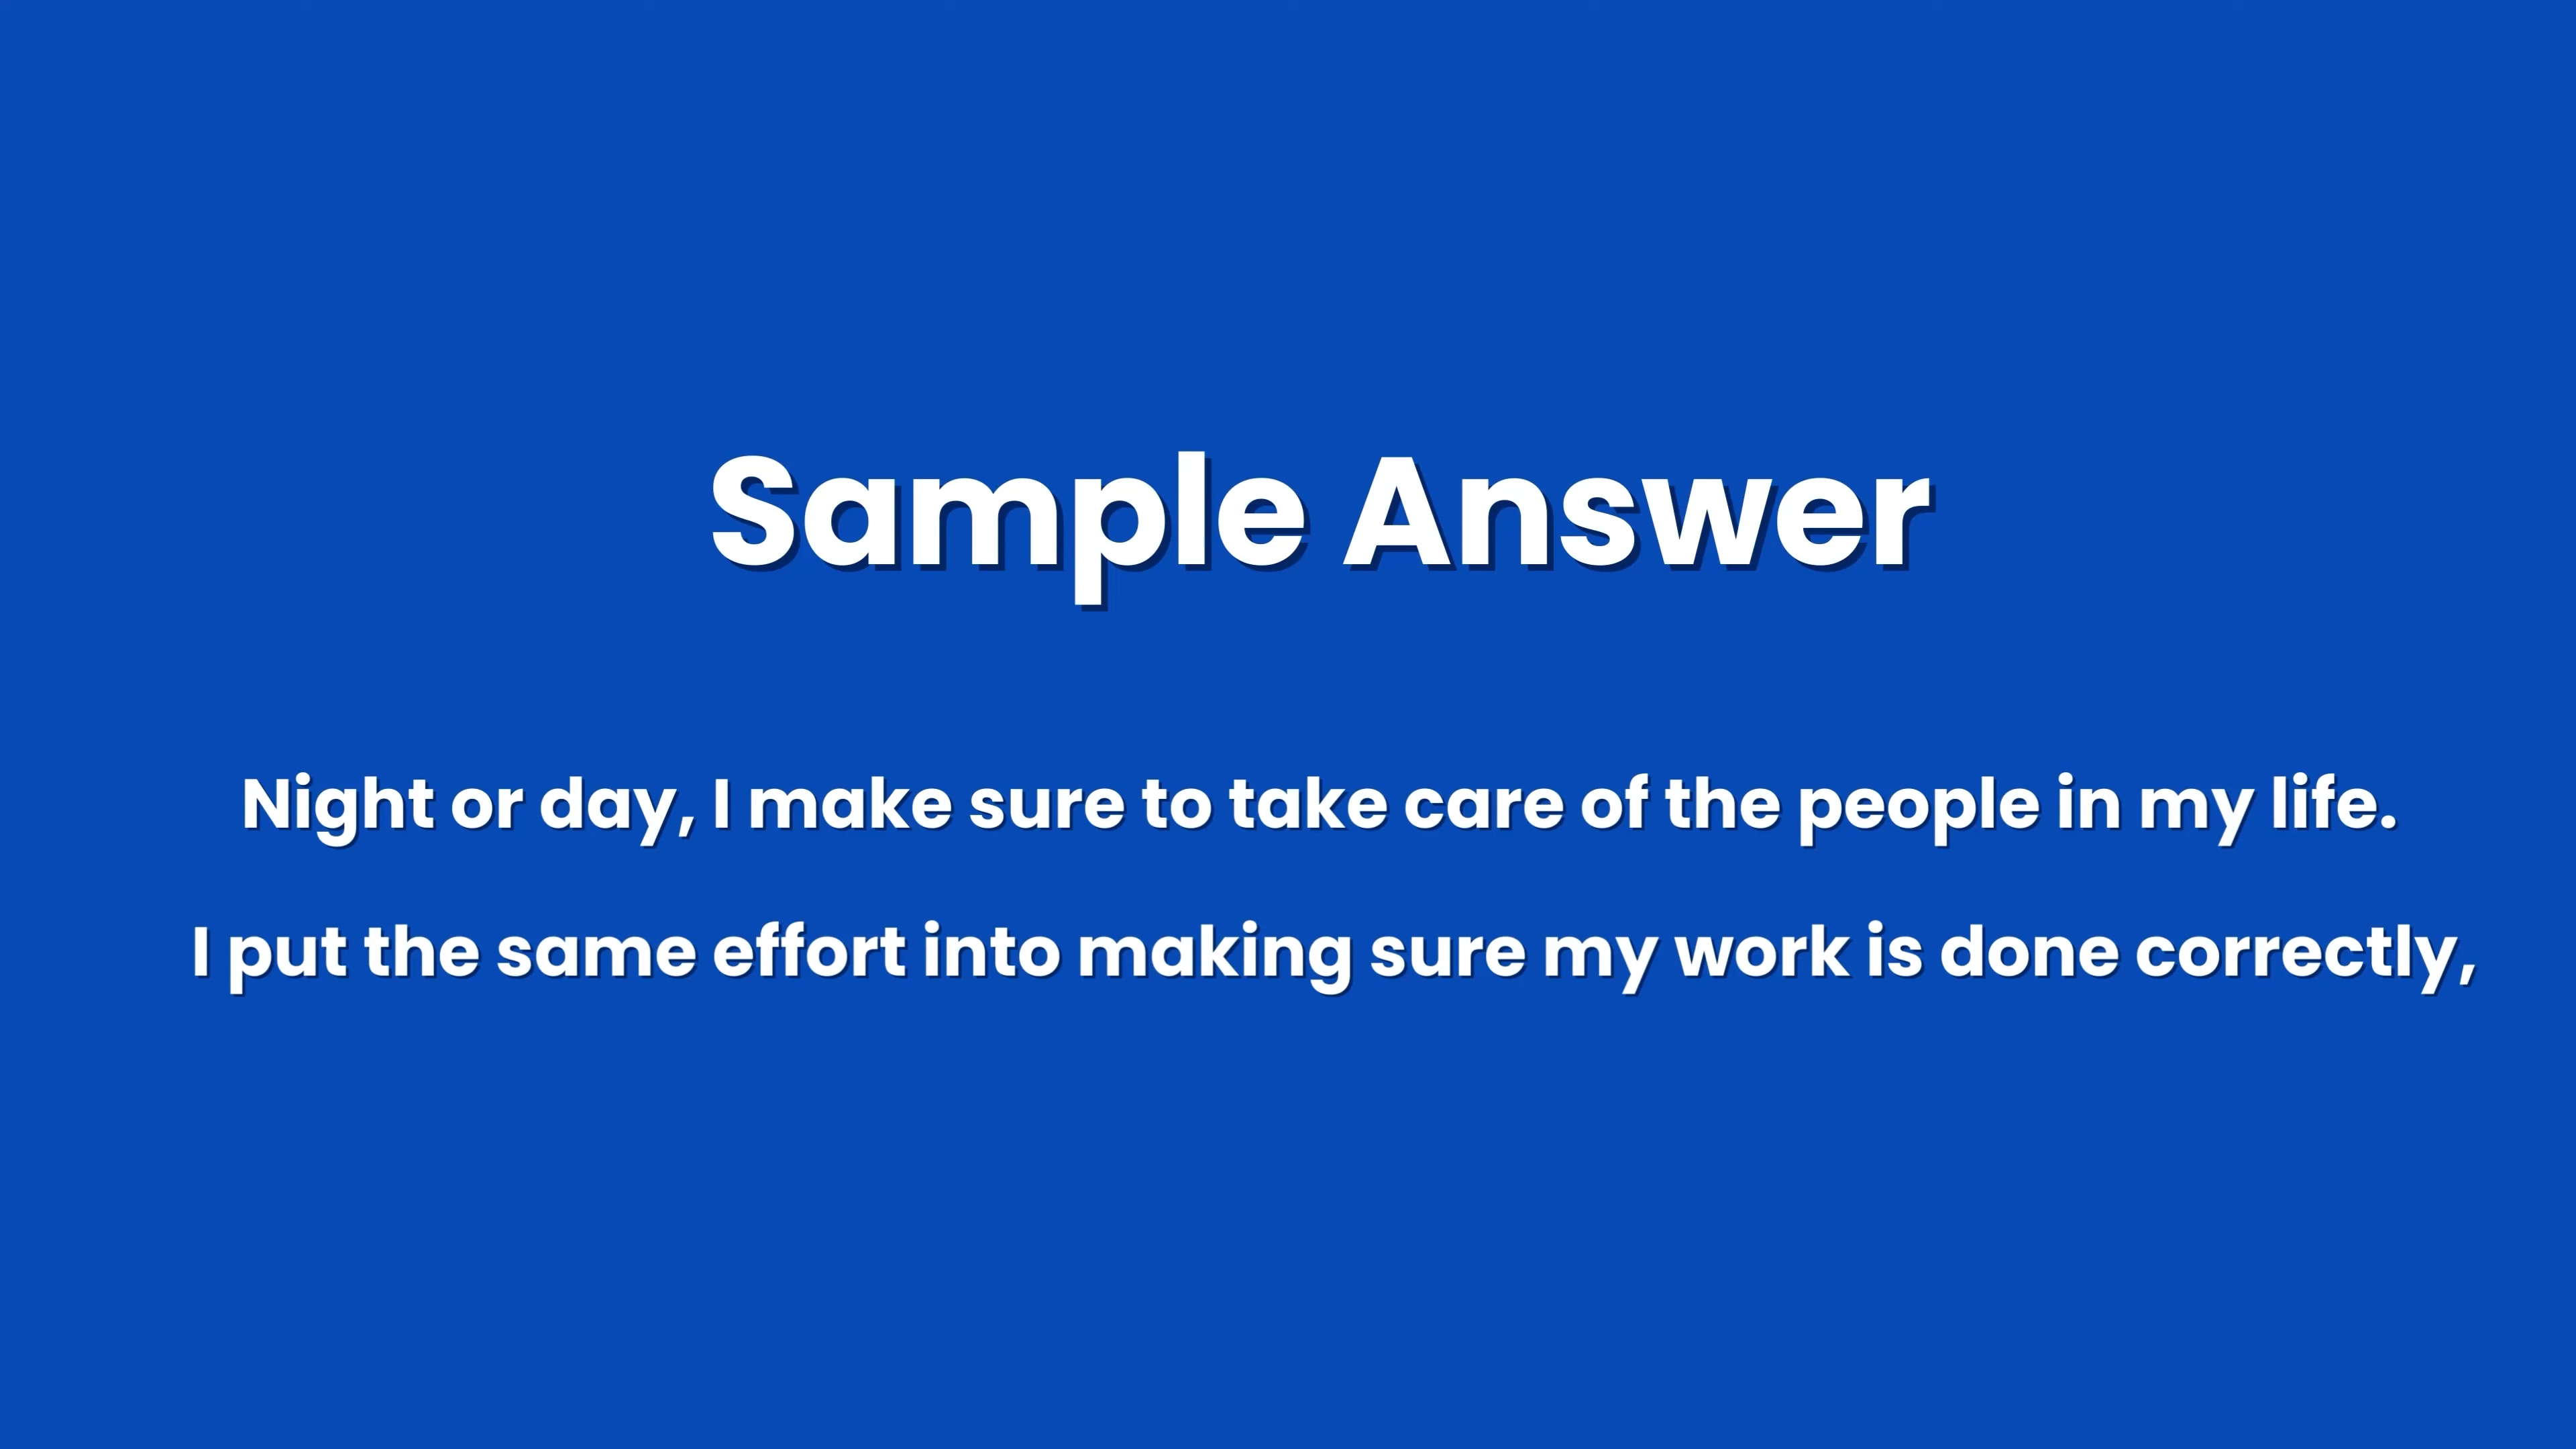 Sample Answer
Night or day, I make sure to take care of the people in my life.
I put the same effort into making sure my work is done correctly,